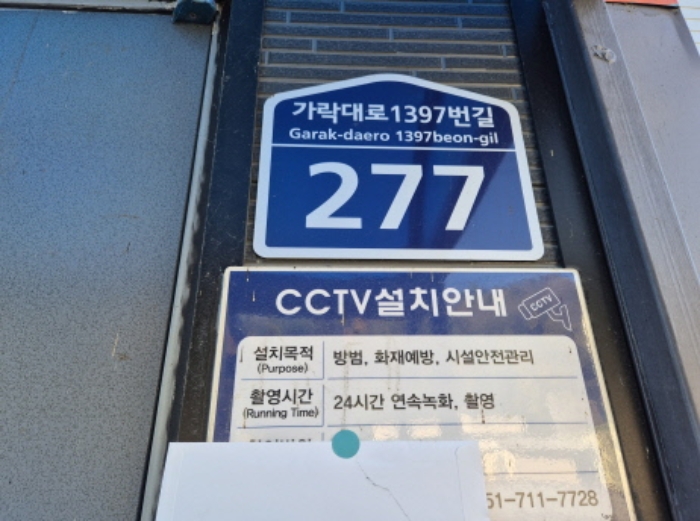 가락대로1397번길
Garak-daero 1397beon-gil
277
CCTV설치안내
CCTV
설치목적 방범, 화재예방, 시설안전관리
(Purpose)
촬영시간 24시간 연속녹화, 촬영
(Running Time)
51-711-7728